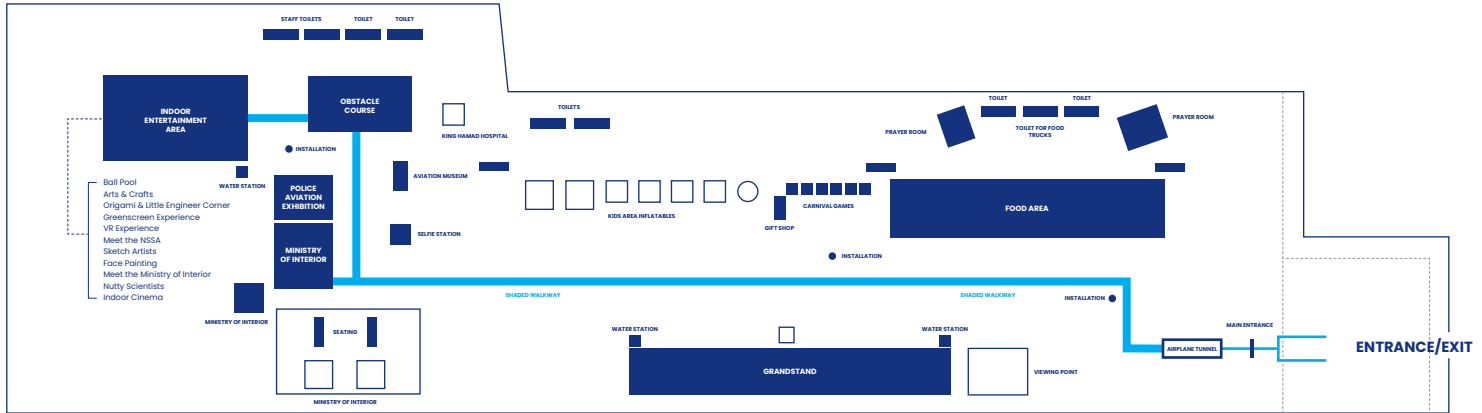 STAFF TOILETS
TOILET
TOILET
INDOOR
ENTERTAINMENT
AREA
OBSTACLE
COURSE
KING HAMAD HOSPITAL
TOILETS
TOILET
TOILET
TOILET FOR FOOD
TRUCKS
PRAYER ROOM
PRAYER ROOM
INSTALLATION
WATER STATION
POLICE
AVIATION
EXHIBITION
AVIATION MUSEUM
Ball Pool
Arts & Crafts
Origami & Little Engineer Corner
Greenscreen Experience
VR Experience
Meet the NSSA
Sketch Artists
Face Painting
Meet the Ministry of Interior
Nutty Scientists
Indoor Cinema
KIDS AREA INFLATABLES
CARNIVAL GAMES
GIFT SHOP
FOOD AREA
SELFIE STATION
MINISTRY
OF INTERIOR
INSTALLATION
SHADED WALKWAY
SHADED WALKWAY
INSTALLATION
MINISTRY OF INTERIOR
SEATING
MINISTRY OF INTERIOR
WATER STATION
WATER STATION
GRANDSTAND
VIEWING POINT
MAIN ENTRANCE
AIRPLANE TUNNEL
ENTRANCE/EXIT